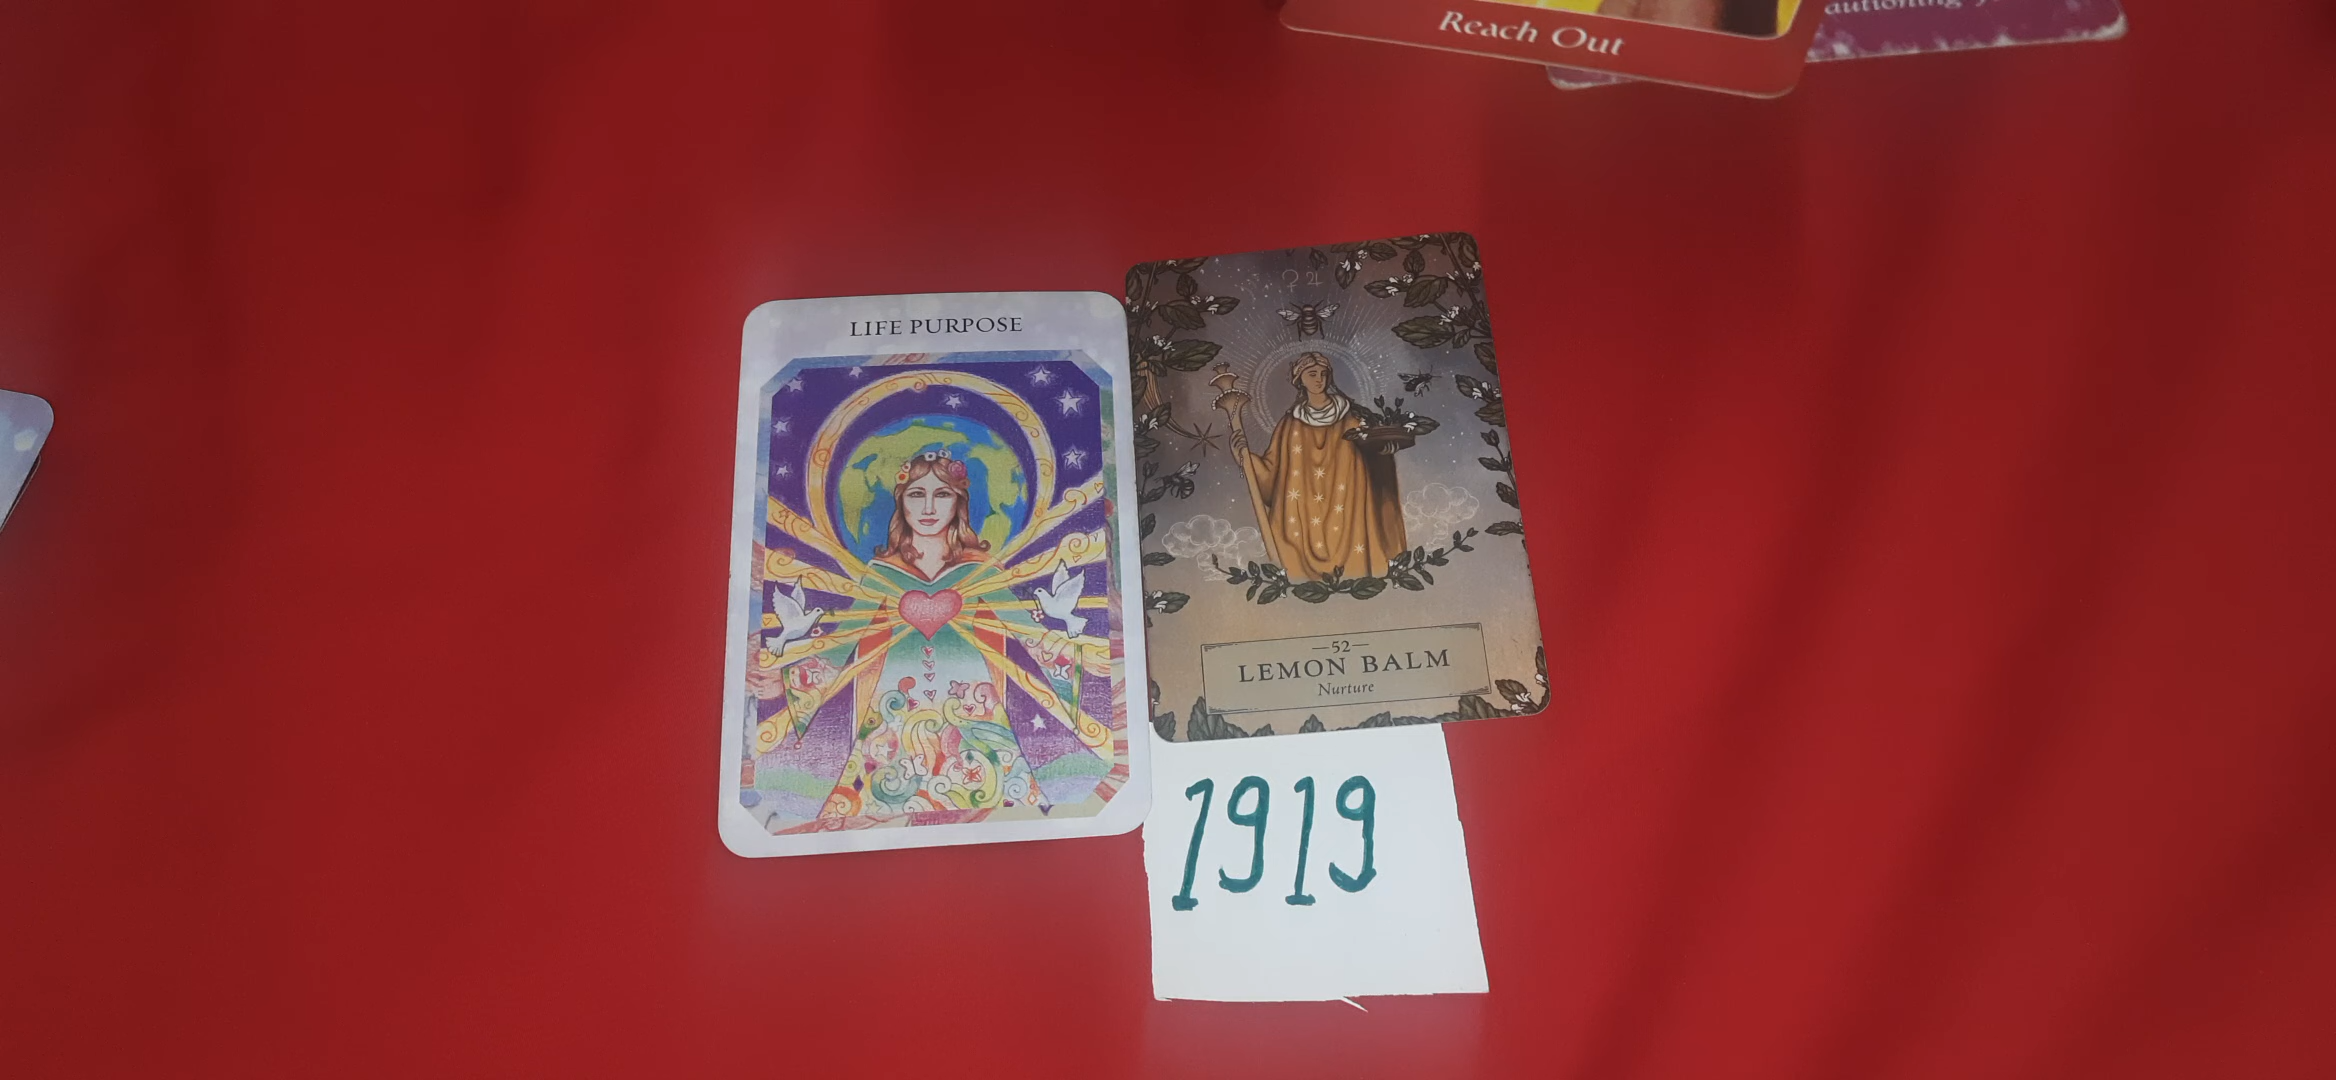 Reach Out
LIFE PURPOSE
—52—
LEMON BALM
Nurture
1919